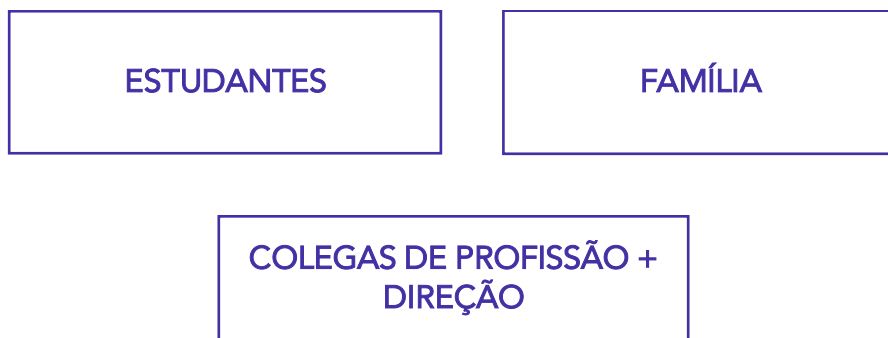 ESTUDANTES
FAMÍLIA
COLEGAS DE PROFISSÃO +
DIREÇÃO